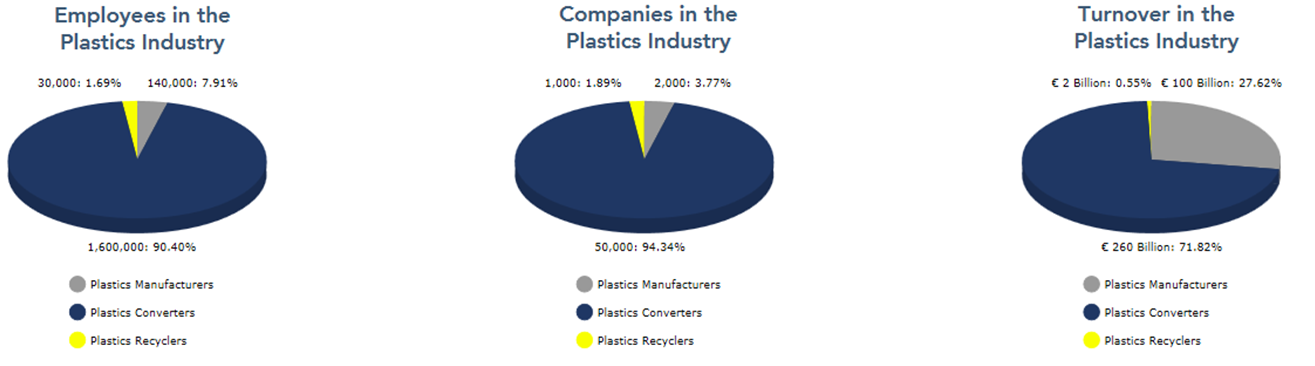 Employees in the
Plastics Industry
30,000: 1.69% 140,000: 7.91%
1,600,000: 90.40%
Plastics Manufacturers
Plastics Converters
Plastics Recyclers
Companies in the
Plastics Industry
1,000: 1.89% 2,000: 3.77%
50,000: 94.34%
Plastics Manufacturers
Plastics Converters
Plastics Recyclers
Turnover in the
Plastics Industry
€ 2 Billion: 0.55% € 100 Billion: 27.62%
€ 260 Billion: 71.82%
Plastics Manufacturers
Plastics Converters
Plastics Recyclers